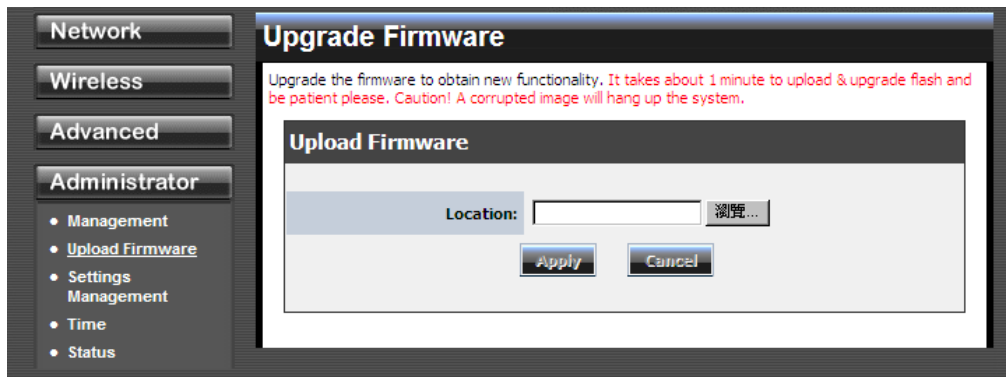 Network
Wireless
Advanced
Administrator
• Management
• Upload Firmware
• Settings
Management
• Time
• Status
Upgrade Firmware
Upgrade the firmware to obtain new functionality. It takes about 1 minute to upload & upgrade flash and
be patient please. Caution! A corrupted image will hang up the system.
Upload Firmware
Location: 瀏覽...
Apply Cancel